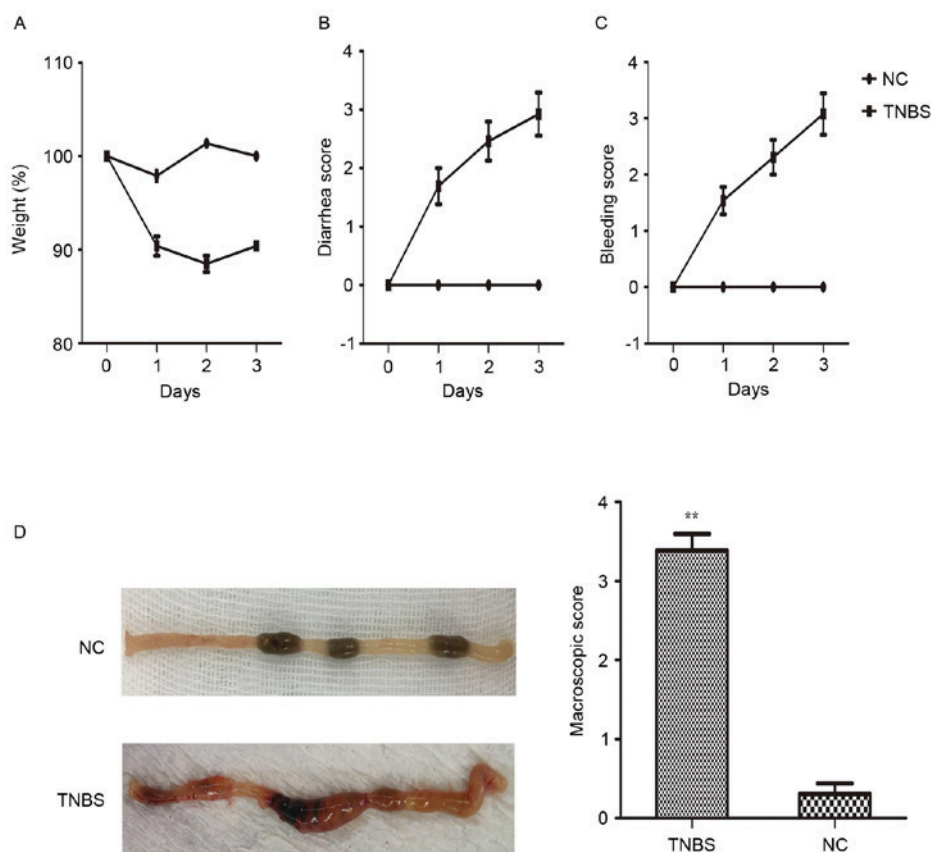 A
B
C
110
100
90
80
Weight (%)
0 1 2 3
Days
4
3
2
1
0
-1
Diarrhea score
0 1 2 3
Days
4
3
2
1
0
-1
Bleeding score
0 1 2 3
Days
NC
TNBS
D
NC
TNBS
4
3
2
1
0
Macroscopic score
**
TNBS NC